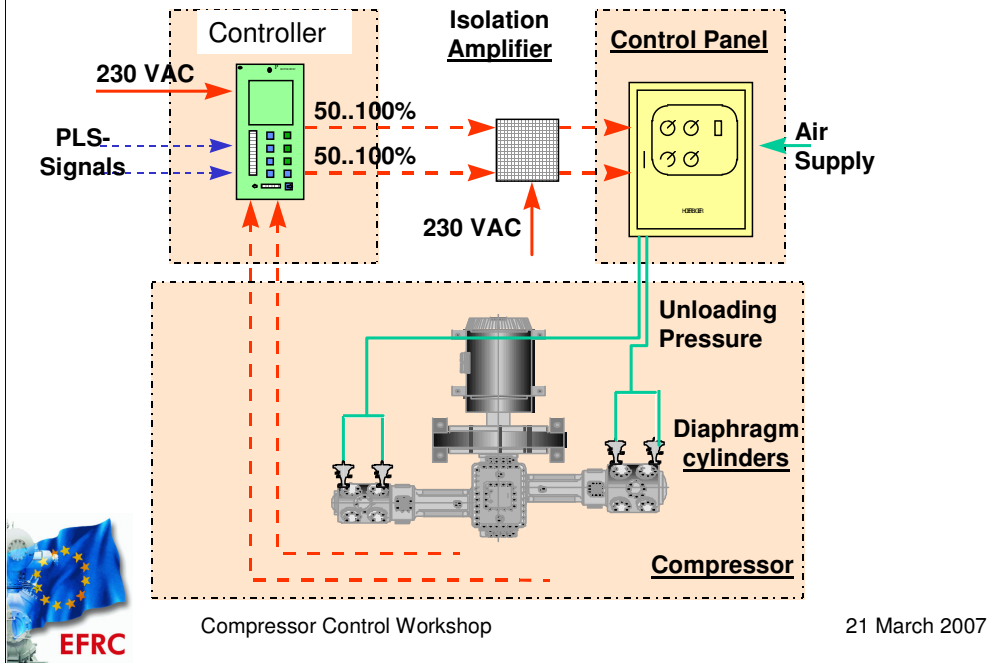 Controller
Isolation
Amplifier
Control Panel
230 VAC
50..100%
PLS-
Signals
50..100%
Air
Supply
230 VAC
Unloading
Pressure
Diaphragm
cylinders
Compressor
EFRC
Compressor Control Workshop
21 March 2007